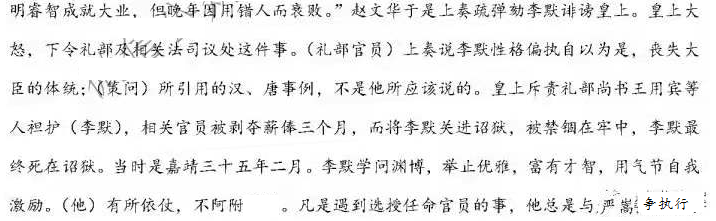 明睿智成就大业，但晚年因用错人而衰败。”赵文华于是上奏疏弹劾李默诽谤皇上。皇上大
怒，下令礼部及相关法司议处这件事。（礼部官员）上奏说李默性格偏执自以为是，丧失大
臣的体统；（策问）所引用的汉、唐事例，不是他所应该说的。皇上斥责礼部尚书王用宾等
人袒护（李默），相关官员被剥夺薪俸三个月，而将李默关进诏狱，被禁锢在牢中，李默最
终死在诏狱。当时是嘉靖三十五年二月。李默学问渊博，举止优雅，富有才智，用气节自我
激励。（他）有所依仗，不阿附 。凡是遇到选授任命官员的事，他总是与严嵩争执行